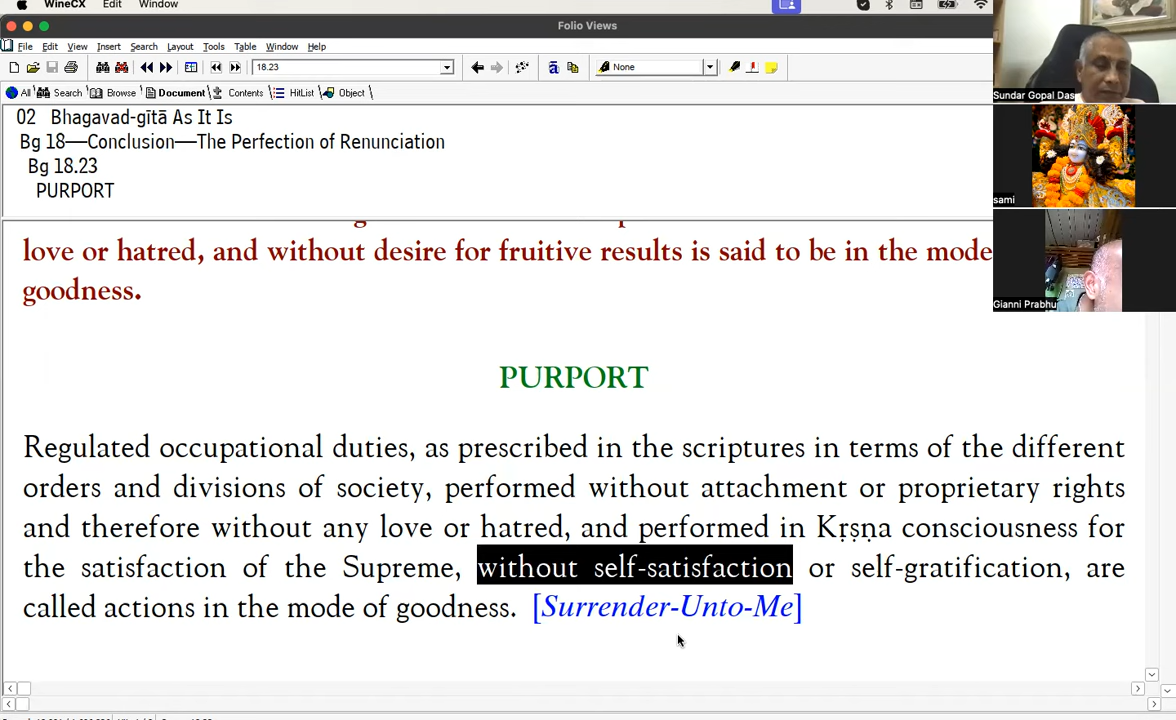 WineCX Edit Window
Folio Views
File Edit View Insert Search Layout Tools Table Window Help
18.23 None
All Search Browse Document Contents HitList Object
02 Bhagavad-gītā As It Is
Bg 18—Conclusion—The Perfection of Renunciation
Bg 18.23
PURPORT
love or hatred, and without desire for fruitive results is said to be in the mode
goodness.
PURPORT
Regulated occupational duties, as prescribed in the scriptures in terms of the different
orders and divisions of society, performed without attachment or proprietary rights
and therefore without any love or hatred, and performed in Kṛṣṇa consciousness for
the satisfaction of the Supreme, without self-satisfaction or self-gratification, are
called actions in the mode of goodness. [Surrender-Unto-Me]
Sundar Gopal Das
sami
Gianni Prabhu